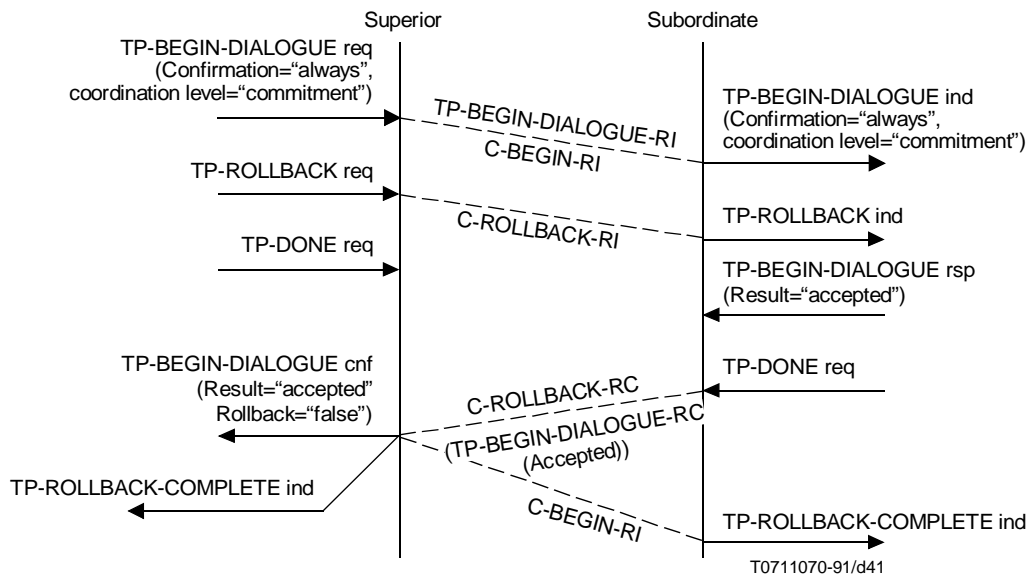 Superior
Subordinate
TP-BEGIN-DIALOGUE req
(Confirmation=“always”,
coordination level=“commitment”)
TP-BEGIN-DIALOGUE-RI
C-BEGIN-RI
TP-BEGIN-DIALOGUE ind
(Confirmation=“always”,
coordination level=“commitment”)
TP-ROLLBACK req
C-ROLLBACK-RI
TP-ROLLBACK ind
TP-DONE req
TP-BEGIN-DIALOGUE rsp
(Result=“accepted”)
TP-BEGIN-DIALOGUE cnf
(Result=“accepted”
Rollback=“false”)
C-ROLLBACK-RC
(TP-BEGIN-DIALOGUE-RC
(Accepted))
TP-DONE req
TP-ROLLBACK-COMPLETE ind
C-BEGIN-RI
TP-ROLLBACK-COMPLETE ind
T0711070-91/d41